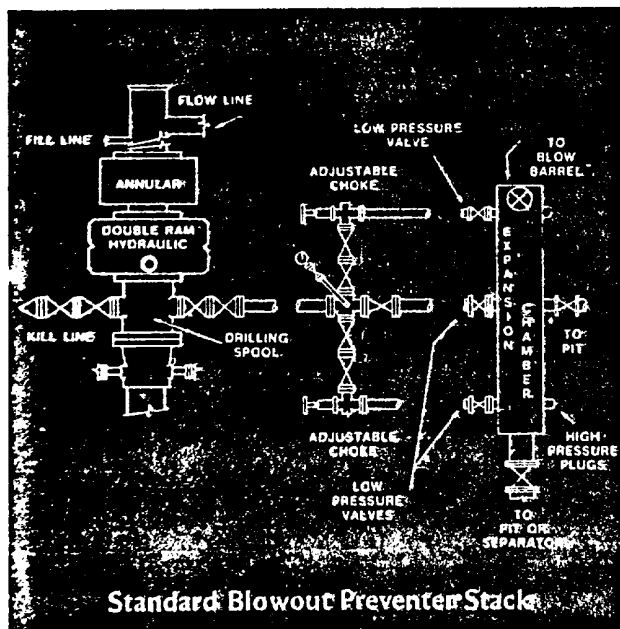 FLOW LINE
FILL LINE
ANNULAR
DOUBLE RAM
HYDRAULIC
KILL LINE
DRILLING
SPOOL
LOW PRESSURE
VALVE
ADJUSTABLE
CHOKE
ADJUSTABLE
CHOKE
LOW
PRESSURE
VALVES
TO
BLOW
BARREL
EXPANSION
CHAMBER
TO
PIT
HIGH
PRESSURE
PLUGS
TO
PIT OR
SEPARATOR
Standard Blowout Preventer Stack